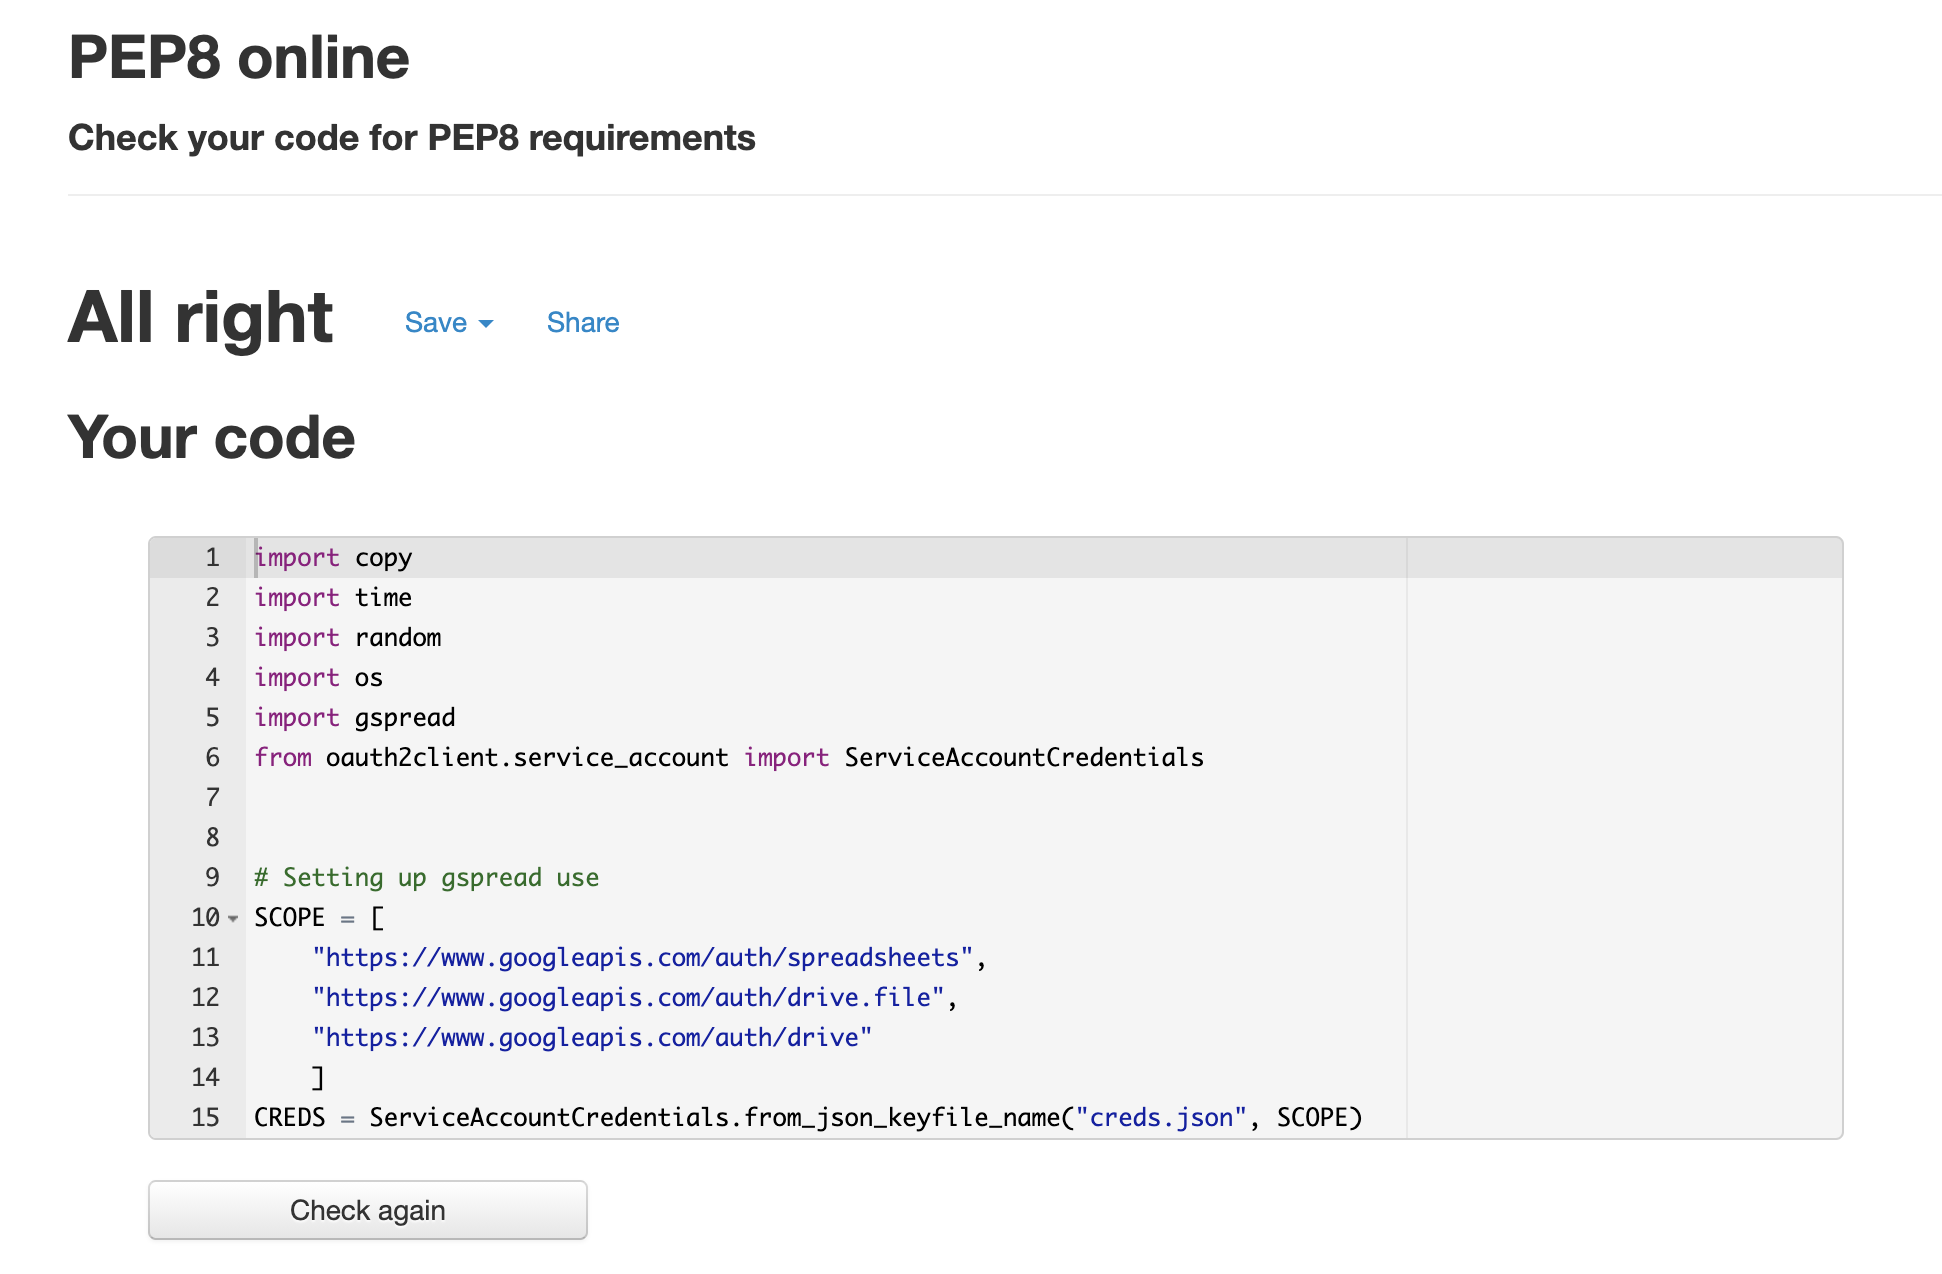 PEP8 online
Check your code for PEP8 requirements
All right Save Share
Your code
1 import copy
2 import time
3 import random
4 import os
5 import gspread
6 from oauth2client.service_account import ServiceAccountCredentials
7
8
9 # Setting up gspread use
10 SCOPE = [
11     "https://www.googleapis.com/auth/spreadsheets",
12     "https://www.googleapis.com/auth/drive.file",
13     "https://www.googleapis.com/auth/drive"
14     ]
15 CREDS = ServiceAccountCredentials.from_json_keyfile_name("creds.json", SCOPE)
Check again